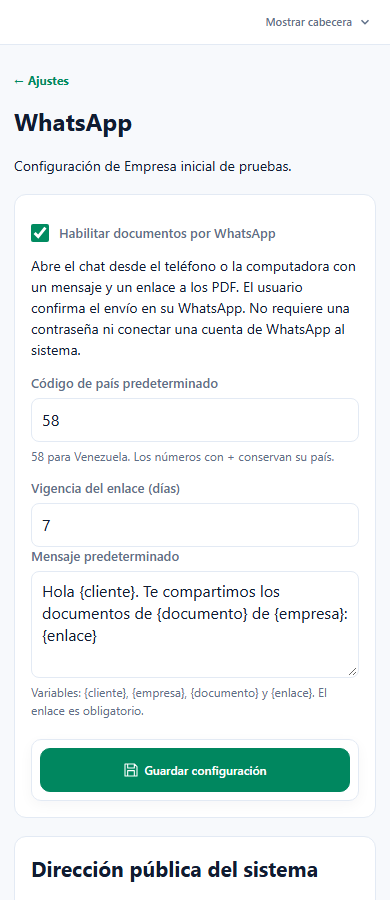 Mostrar cabecera
← Ajustes
WhatsApp
Configuración de Empresa inicial de pruebas.
Habilitar documentos por WhatsApp
Abre el chat desde el teléfono o la computadora con
un mensaje y un enlace a los PDF. El usuario
confirma el envío en su WhatsApp. No requiere una
contraseña ni conectar una cuenta de WhatsApp al
sistema.
Código de país predeterminado
58
58 para Venezuela. Los números con + conservan su país.
Vigencia del enlace (días)
7
Mensaje predeterminado
Hola {cliente}. Te compartimos los
documentos de {documento} de {empresa}:
{enlace}
Variables: {cliente}, {empresa}, {documento} y {enlace}. El
enlace es obligatorio.
Guardar configuración
Dirección pública del sistema